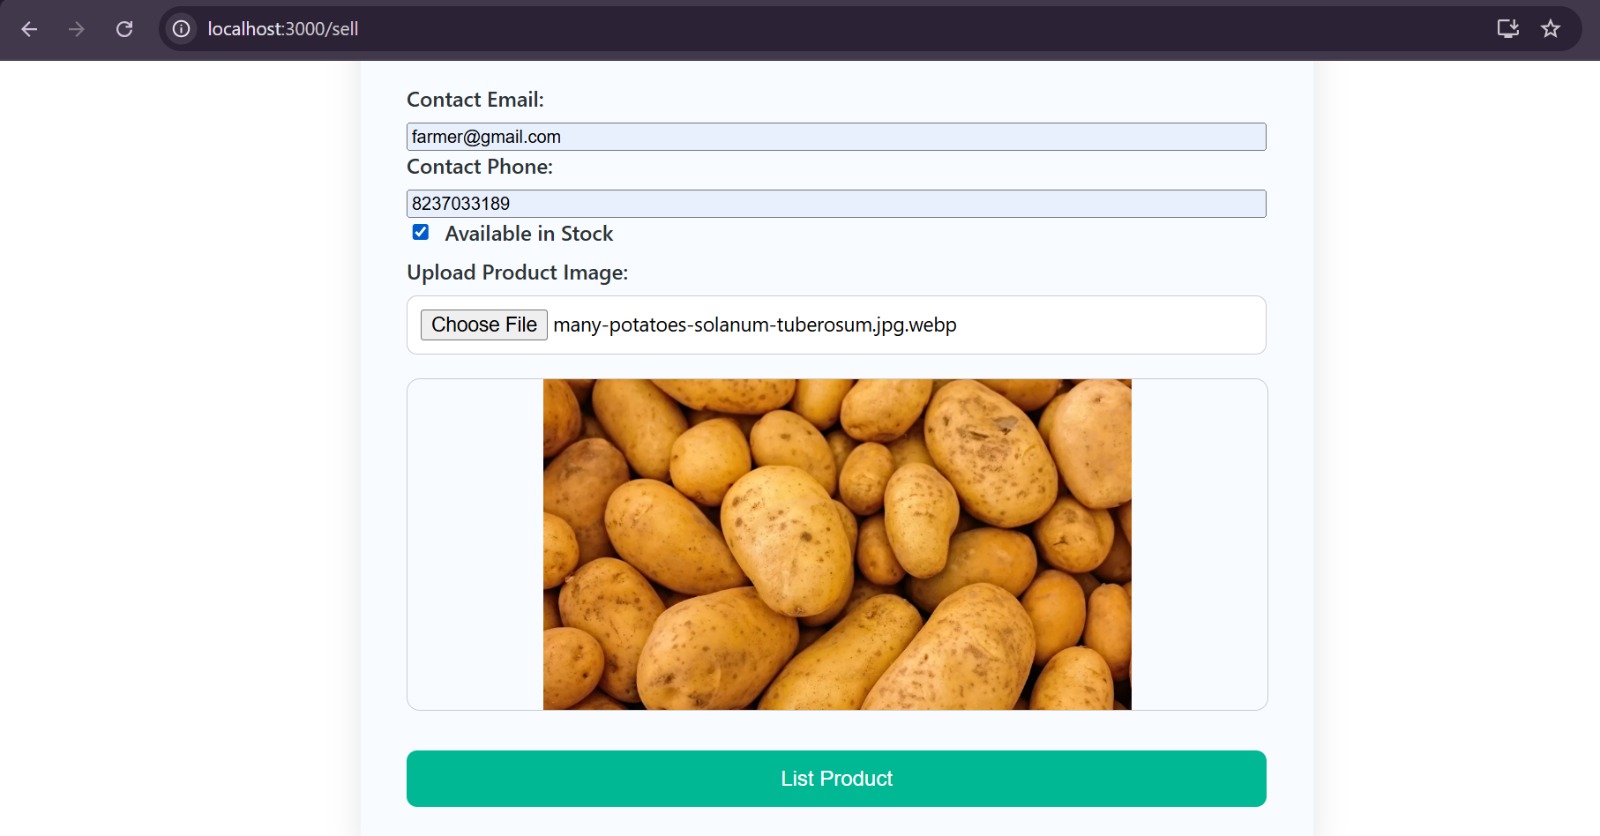 localhost:3000/sell
Contact Email:
farmer@gmail.com
Contact Phone:
8237033189
Available in Stock
Upload Product Image:
Choose File many-potatoes-solanum-tuberosum.jpg.webp
List Product